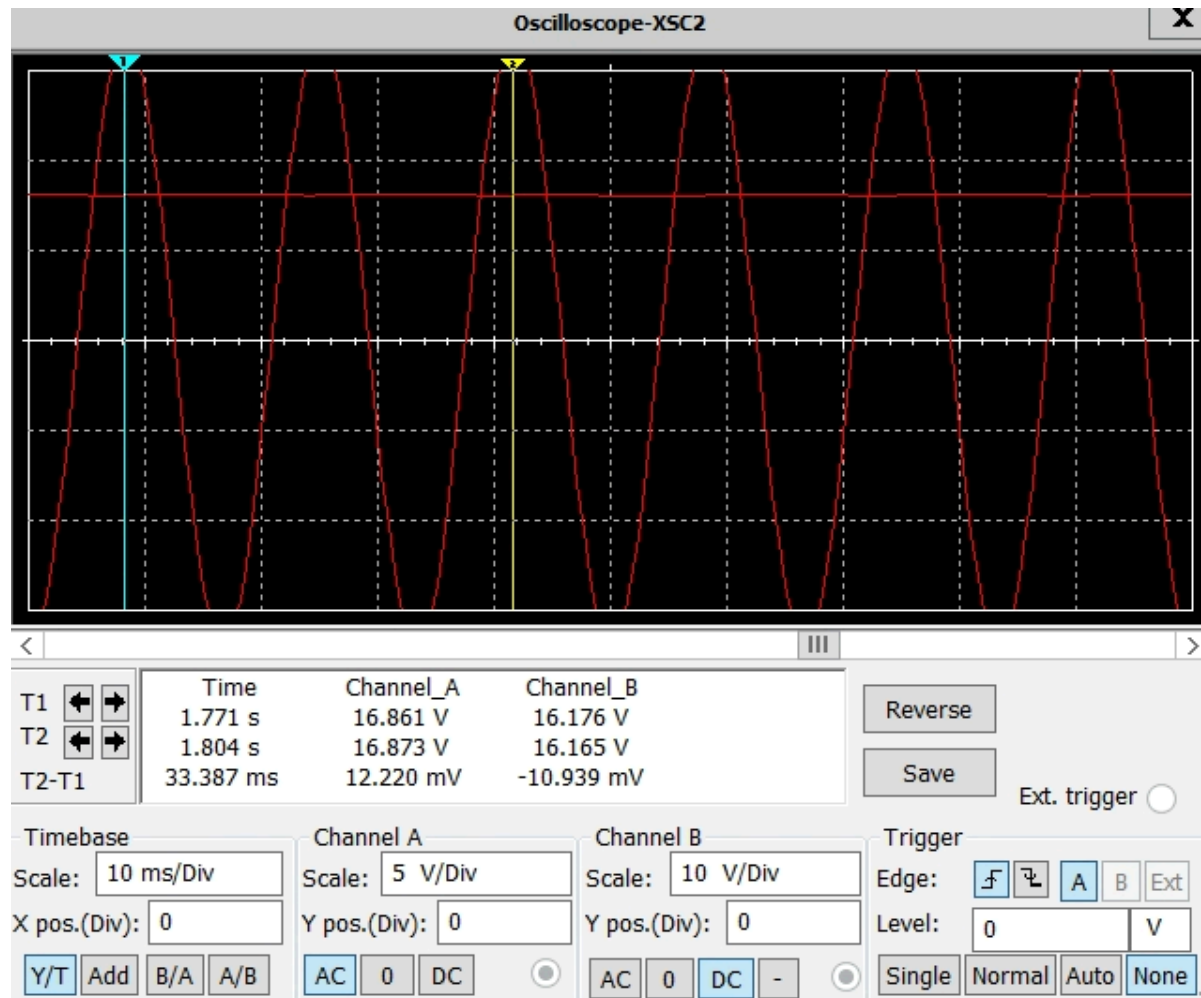 Oscilloscope-XSC2 X
1 2
T1
T2
T2-T1
Time Channel_A Channel_B
1.771 s 16.861 V 16.176 V
1.804 s 16.873 V 16.165 V
33.387 ms 12.220 mV -10.939 mV
Reverse
Save
Ext. trigger
Timebase
Scale: 10 ms/Div
X pos.(Div): 0
Y/T Add B/A A/B
Channel A
Scale: 5 V/Div
Y pos.(Div): 0
AC 0 DC
Channel B
Scale: 10 V/Div
Y pos.(Div): 0
AC 0 DC -
Trigger
Edge: A B Ext
Level: 0 V
Single Normal Auto None